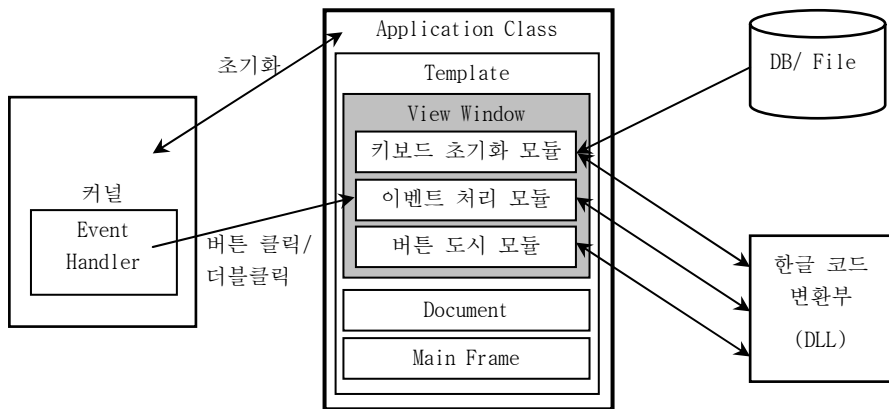 Application Class
초기화
Template
DB/ File
View Window
키보드 초기화 모듈
커널
이벤트 처리 모듈
Event
Handler
버튼 클릭/
더블클릭
버튼 도시 모듈
한글 코드
변환부
(DLL)
Document
Main Frame